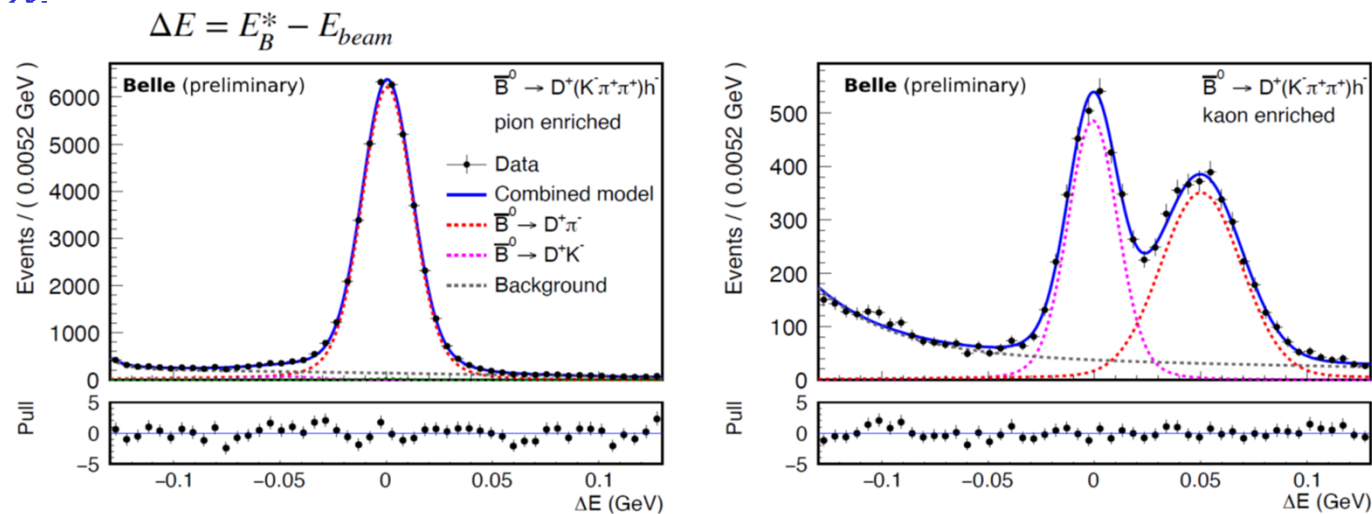 ΔE = E*_B − E_beam
Belle (preliminary)
B̅⁰ → D⁺(K⁻π⁺π⁺)h⁻
pion enriched
Data
Combined model
B̅⁰ → D⁺π⁻
B̅⁰ → D⁺K⁻
Background
Events / ( 0.0052 GeV )
6000
5000
4000
3000
2000
1000
0
Pull
5
0
−5
−0.1
−0.05
0
0.05
0.1
ΔE (GeV)
Belle (preliminary)
B̅⁰ → D⁺(K⁻π⁺π⁺)h⁻
kaon enriched
Events / ( 0.0052 GeV )
500
400
300
200
100
0
Pull
5
0
−5
−0.1
−0.05
0
0.05
0.1
ΔE (GeV)